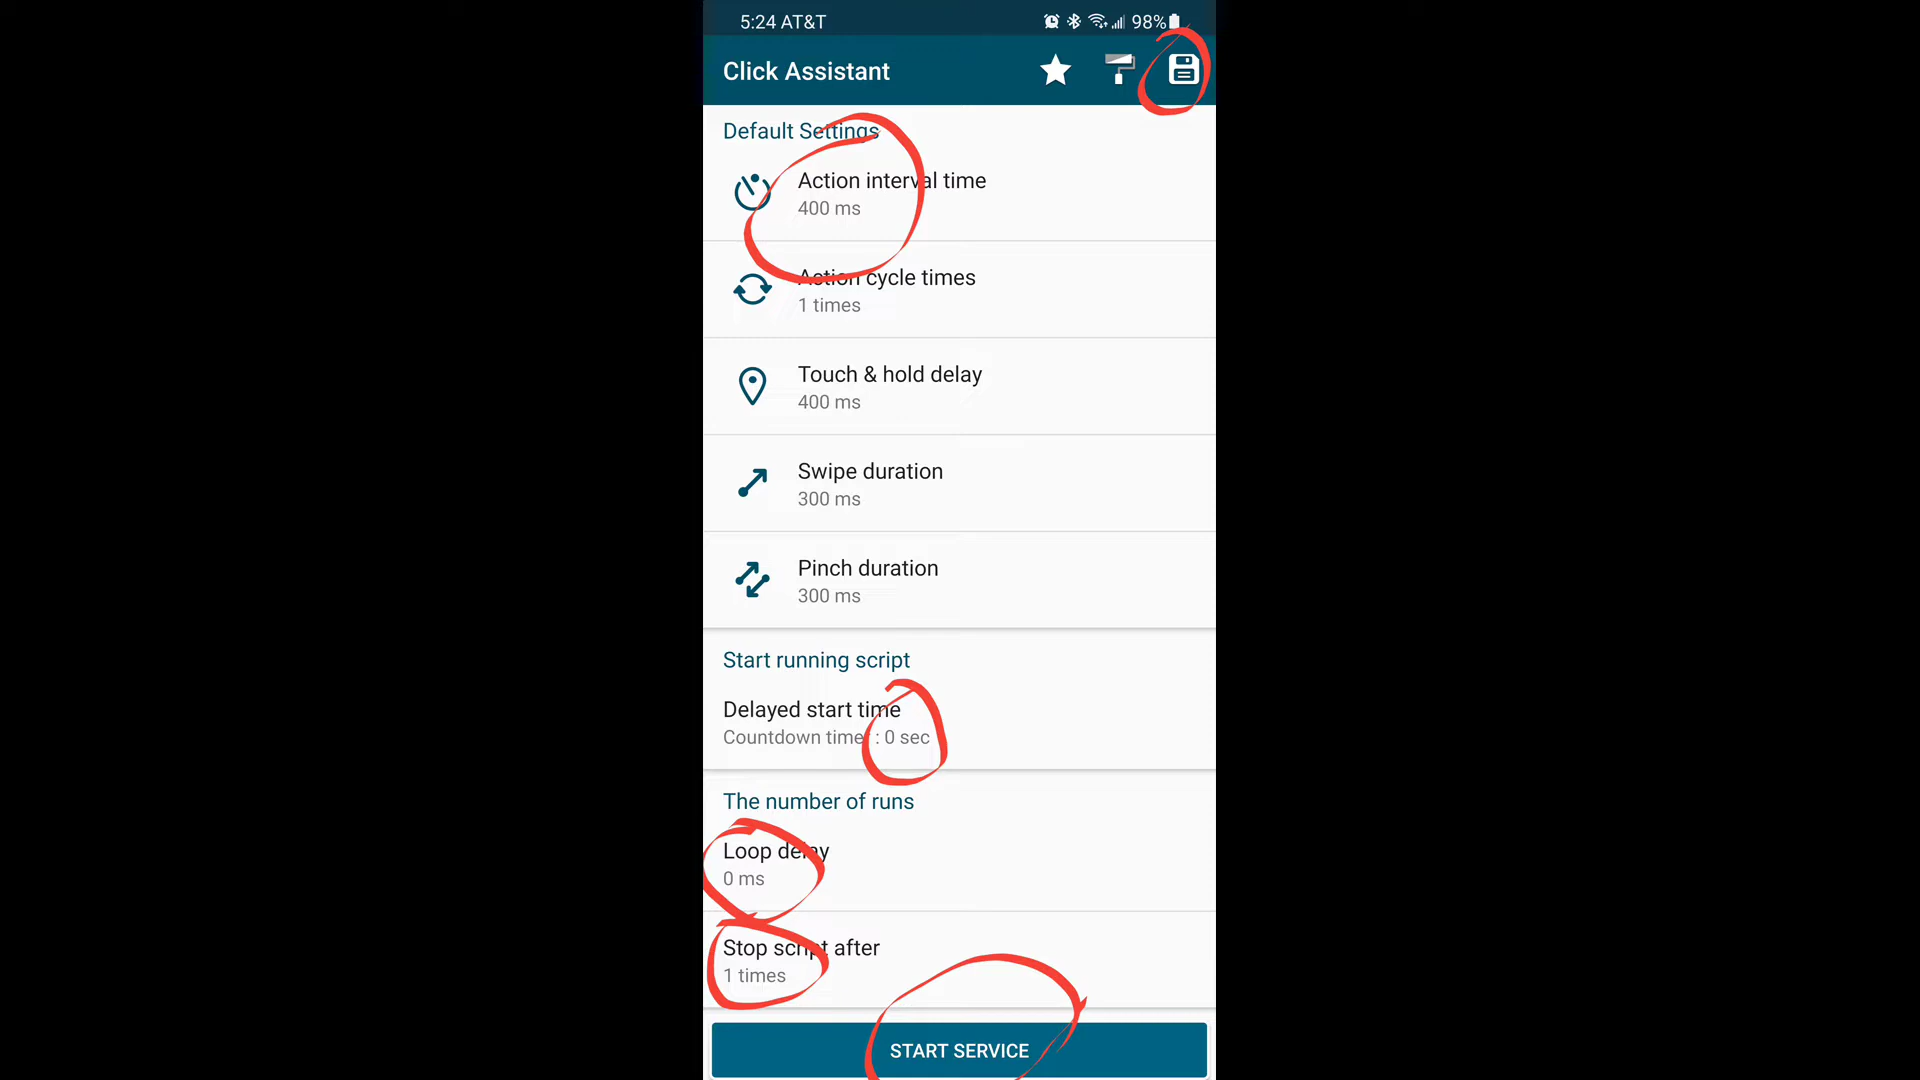 5:24 AT&T 98%
Click Assistant
Default Settings
Action interval time
400 ms
Action cycle times
1 times
Touch & hold delay
400 ms
Swipe duration
300 ms
Pinch duration
300 ms
Start running script
Delayed start time
Countdown timer : 0 sec
The number of runs
Loop delay
0 ms
Stop script after
1 times
START SERVICE